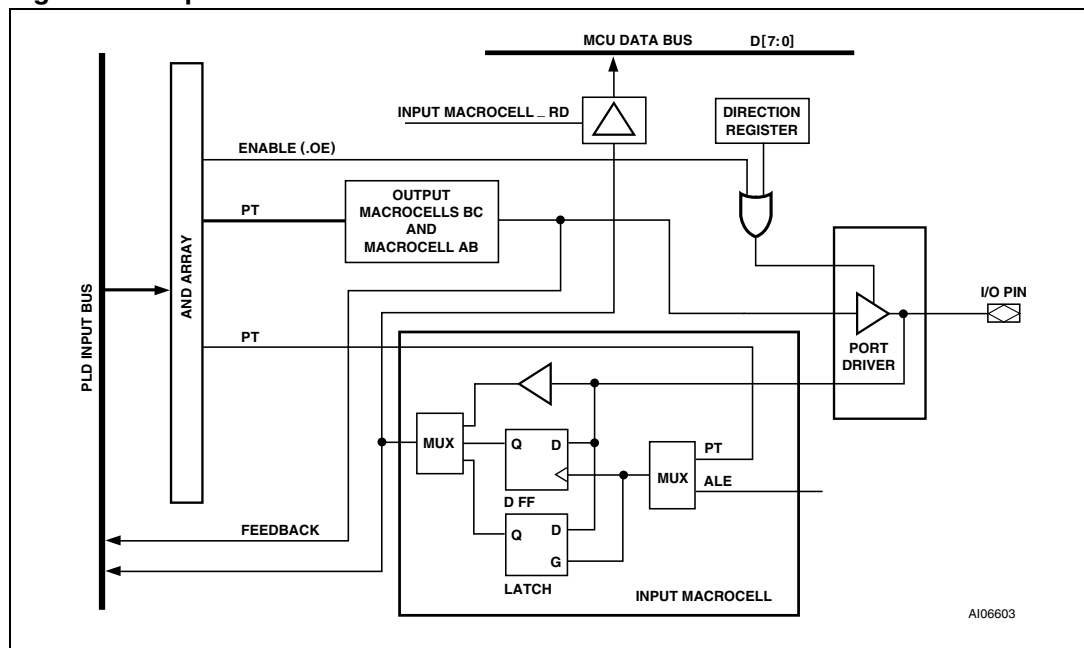 MCU DATA BUS D[7:0]
INPUT MACROCELL _ RD
DIRECTION
REGISTER
ENABLE (.OE)
PT
OUTPUT
MACROCELLS BC
AND
MACROCELL AB
AND ARRAY
PLD INPUT BUS
I/O PIN
PORT
DRIVER
PT
MUX
Q D
D FF
MUX
PT
ALE
Q D
G
LATCH
FEEDBACK
INPUT MACROCELL
AI06603